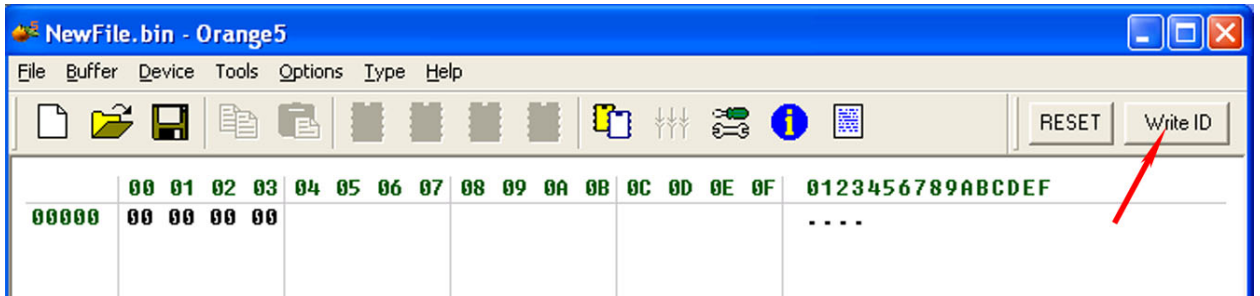 NewFile.bin - Orange5
File Buffer Device Tools Options Type Help
RESET Write ID
00 01 02 03 04 05 06 07 08 09 0A 0B 0C 0D 0E 0F 0123456789ABCDEF
00000 00 00 00 00 ....